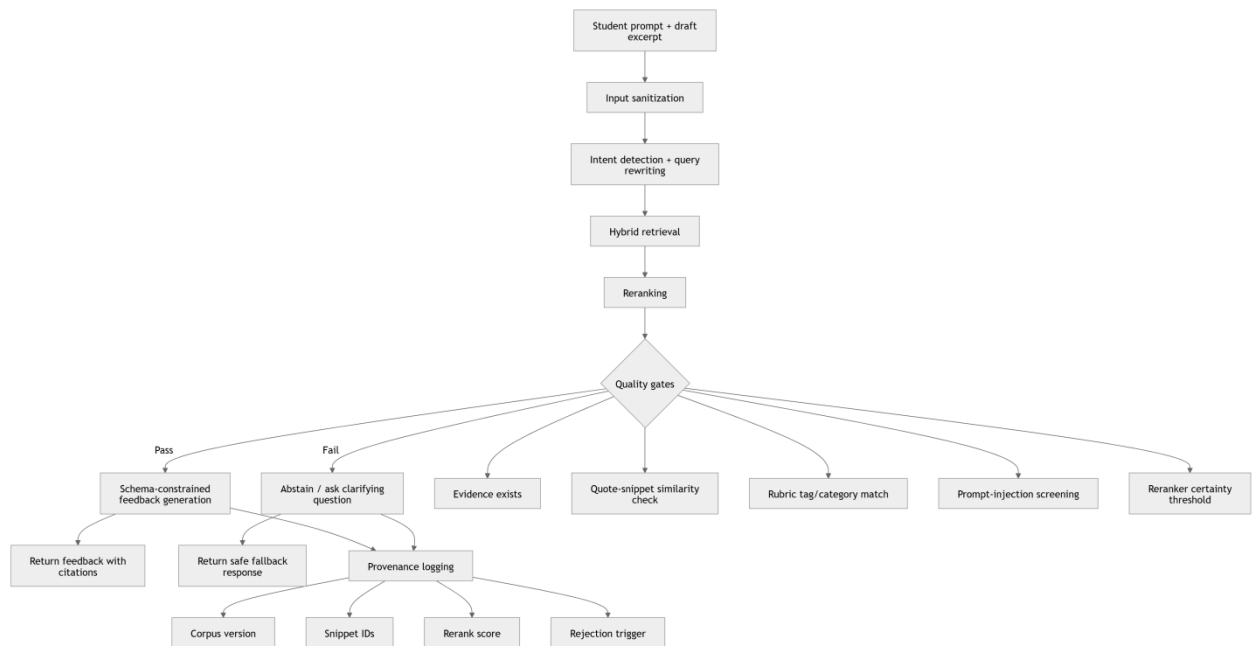 Student prompt + draft
excerpt
Input sanitization
Intent detection + query
rewriting
Hybrid retrieval
Reranking
Quality gates
Pass
Fail
Schema-constrained
feedback generation
Abstain / ask clarifying
question
Evidence exists
Quote-snippet similarity
check
Rubric tag/category match
Prompt-injection screening
Reranker certainty
threshold
Return feedback with
citations
Return safe fallback
response
Provenance logging
Corpus version
Snippet IDs
Rerank score
Rejection trigger